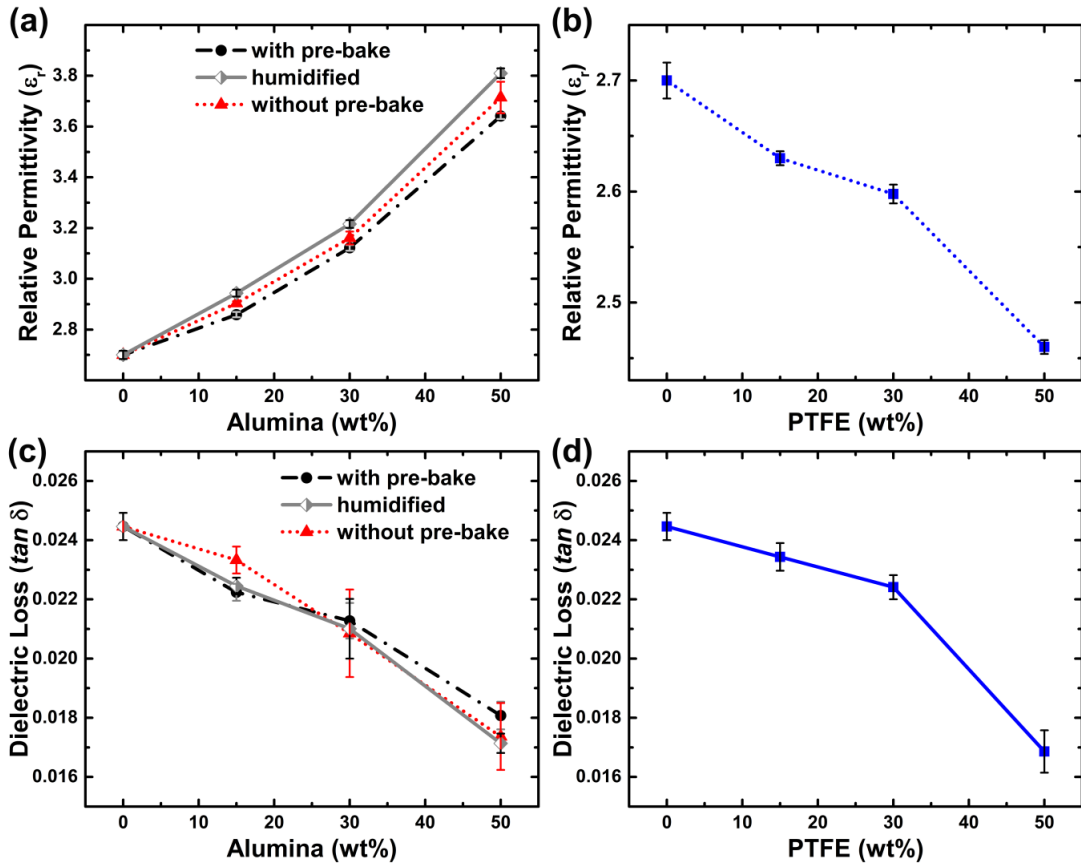 (a)
with pre-bake
humidified
without pre-bake
Relative Permittivity (εr)
3.8
3.6
3.4
3.2
3.0
2.8
0 10 20 30 40 50
Alumina (wt%)
(b)
Relative Permittivity (εr)
2.7
2.6
2.5
0 10 20 30 40 50
PTFE (wt%)
(c)
with pre-bake
humidified
without pre-bake
Dielectric Loss (tan δ)
0.026
0.024
0.022
0.020
0.018
0.016
0 10 20 30 40 50
Alumina (wt%)
(d)
Dielectric Loss (tan δ)
0.026
0.024
0.022
0.020
0.018
0.016
0 10 20 30 40 50
PTFE (wt%)